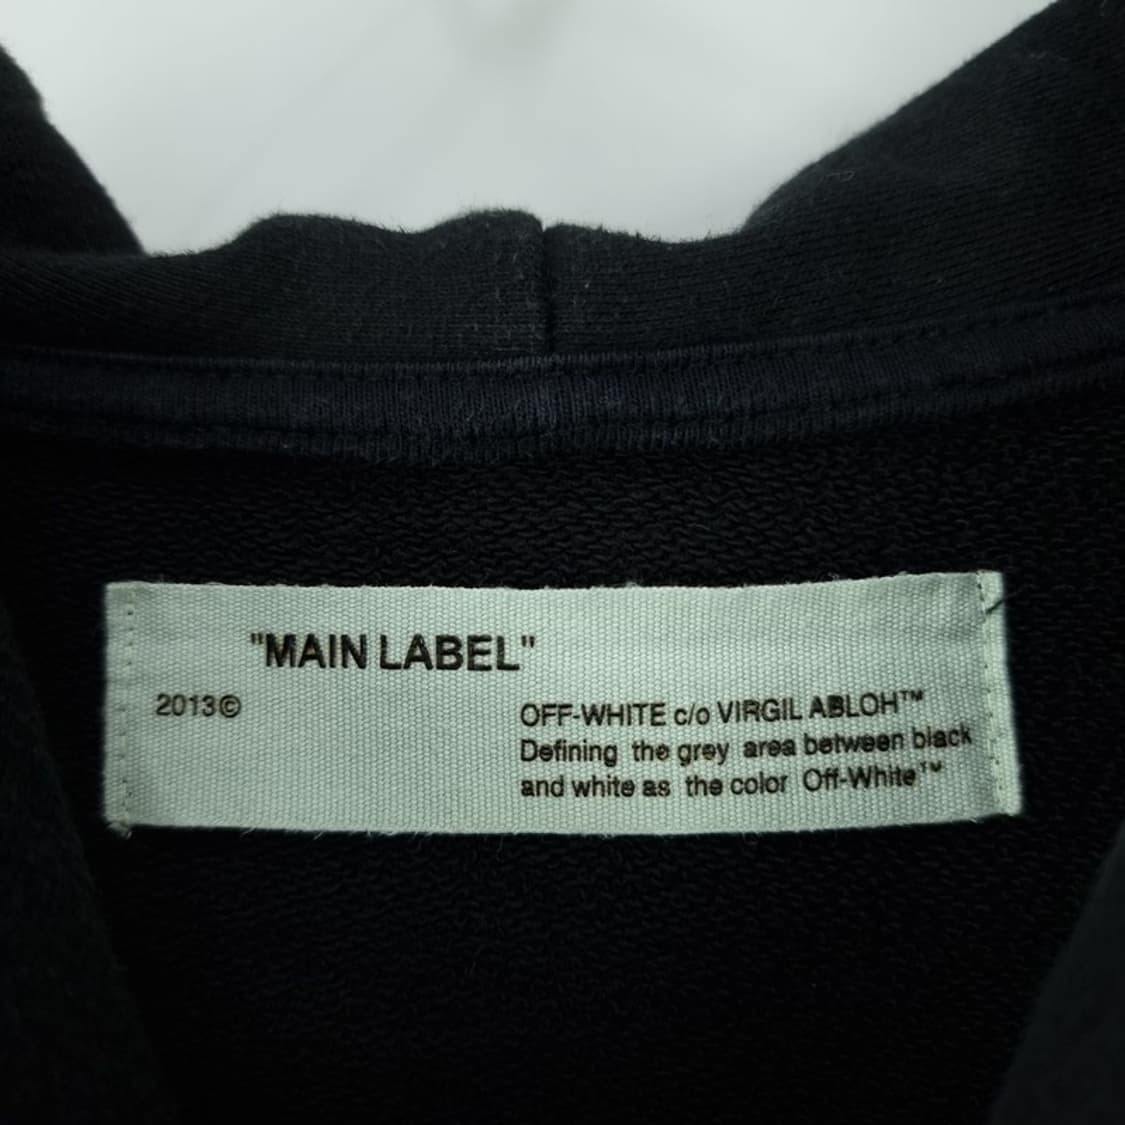 "MAIN LABEL"
2013©
OFF-WHITE c/o VIRGIL ABLOH™
Defining the grey area between black
and white as the color Off-White™